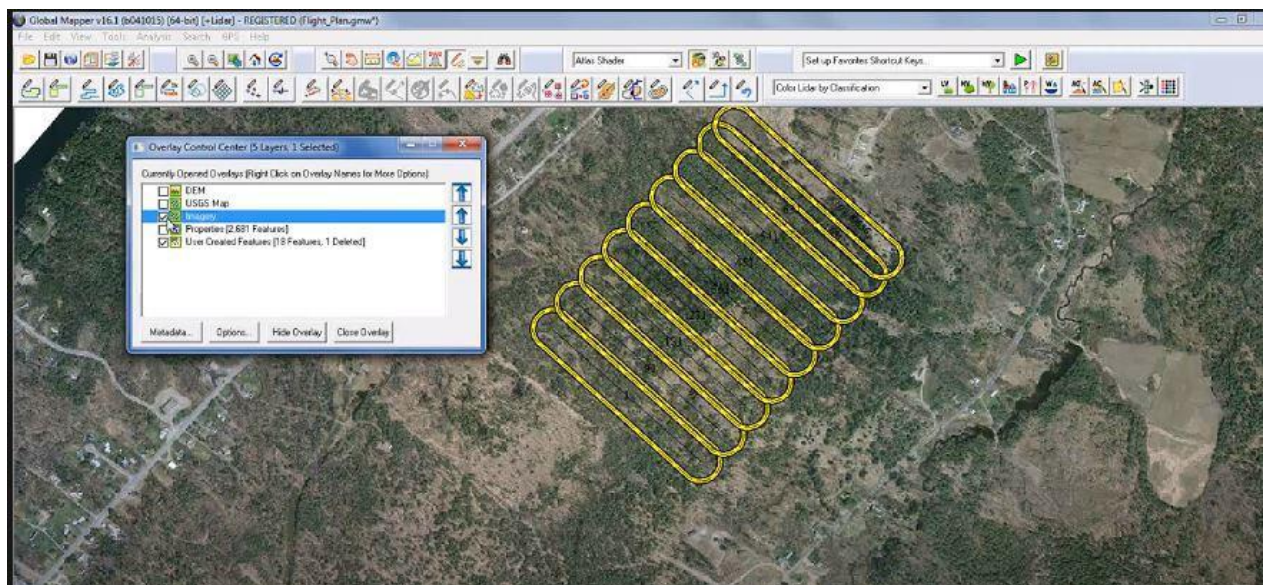 Global Mapper v16.1 (b041015) [64-bit] [+Lidar] - REGISTERED (Flight_Plan.gmw*)
File Edit View Tools Analysis Search GPS Help
Atlas Shader
Set up Favorites Shortcut Keys...
Color Lidar by Classification
Overlay Control Center (5 Layers, 1 Selected)
Currently Opened Overlays (Right Click on Overlay Names for More Options)
DEM
USGS Map
Imagery
Properties [2,681 Features]
User Created Features [18 Features, 1 Deleted]
Metadata...
Options...
Hide Overlay
Close Overlay